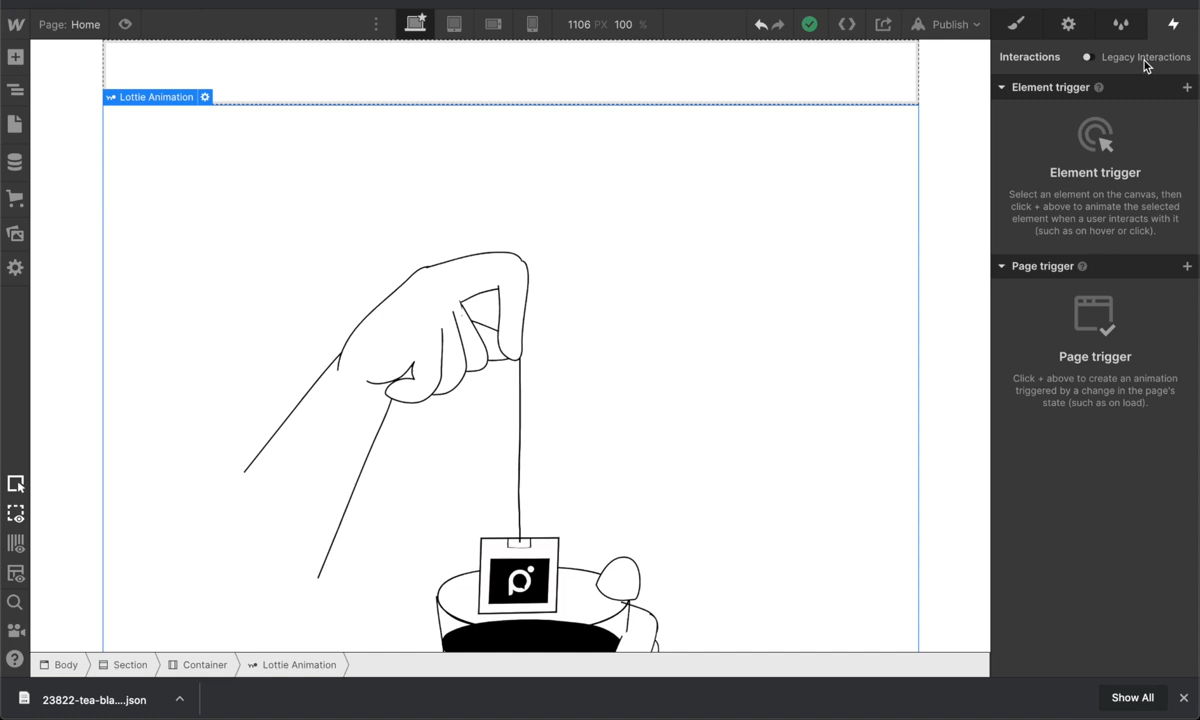 Page: Home
1106 PX 100 %
Publish
Interactions
Legacy Interactions
Lottie Animation
Element trigger
Element trigger
Select an element on the canvas, then
click + above to animate the selected
element when a user interacts with it
(such as on hover or click).
Page trigger
Page trigger
Click + above to create an animation
triggered by a change in the page's
state (such as on load).
Body
Section
Container
Lottie Animation
23822-tea-bla....json
Show All